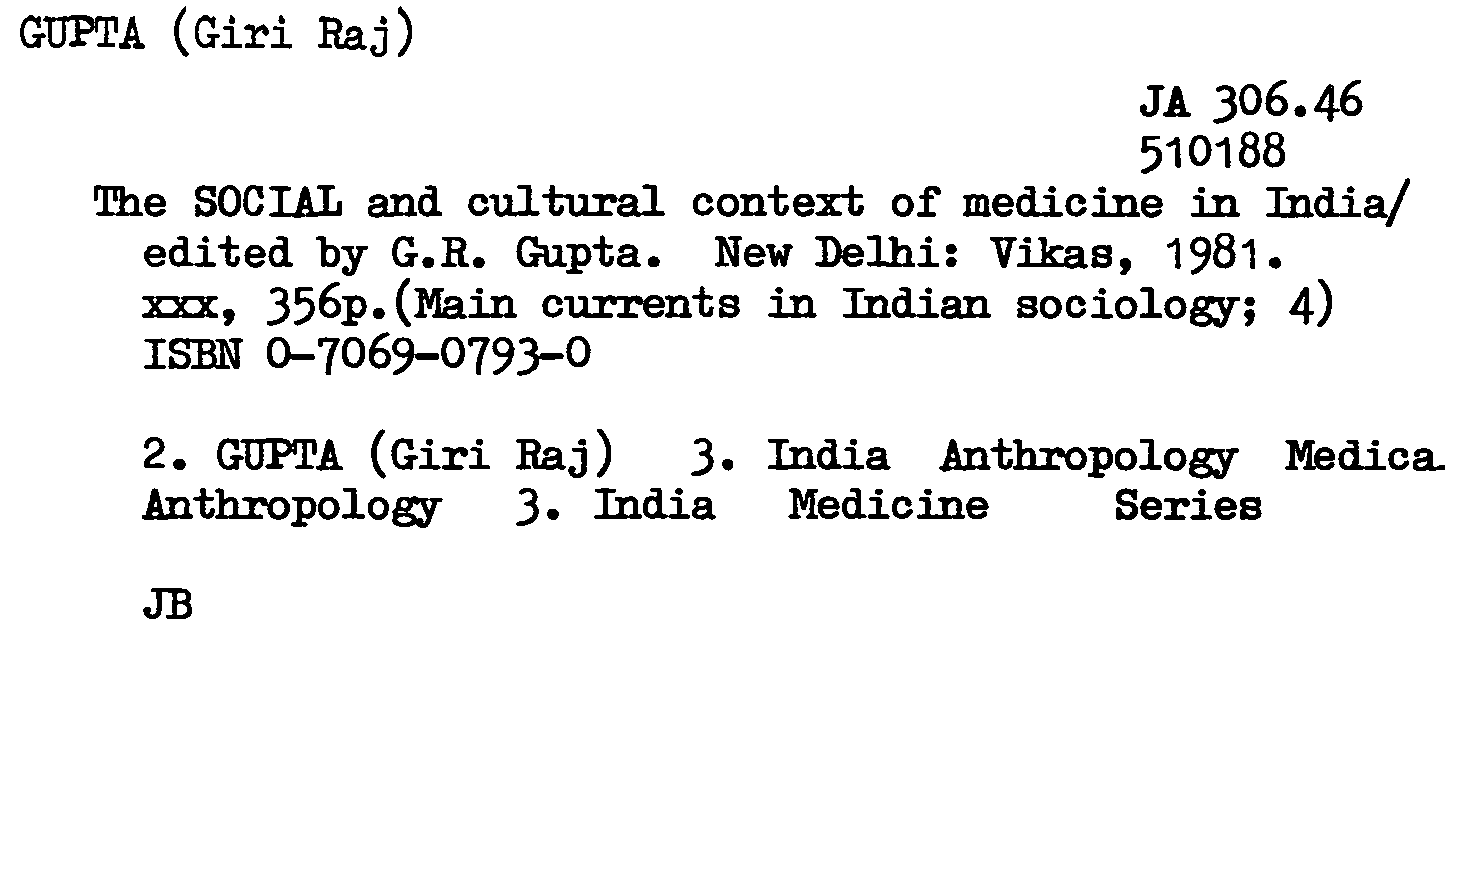 GUPTA (Giri Raj)
JA 306.46
510188
The SOCIAL and cultural context of medicine in India/
edited by G.R. Gupta. New Delhi: Vikas, 1981.
xxx, 356p.(Main currents in Indian sociology; 4)
ISBN 0-7069-0793-0
2. GUPTA (Giri Raj) 3. India Anthropology Medica
Anthropology 3. India Medicine Series
JB